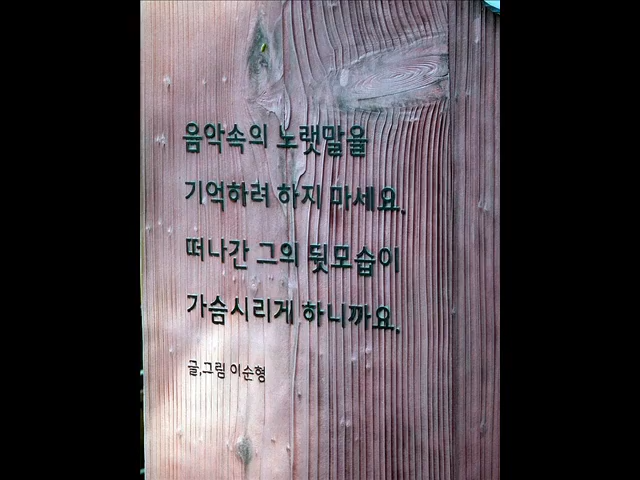 음악속의 노랫말을
기억하려 하지 마세요.
떠나간 그의 뒷모습이
가슴시리게 하니까요.
글,그림 이순형